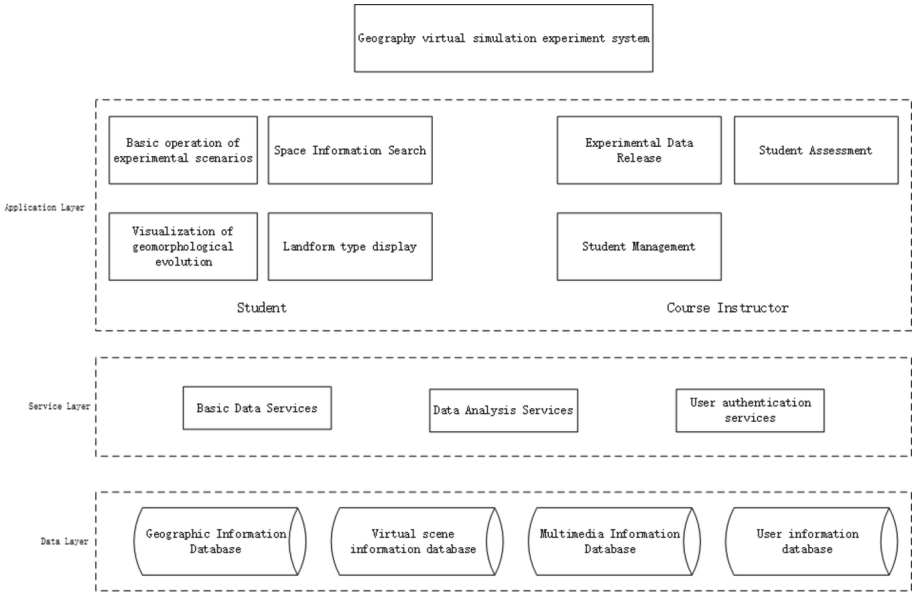 Geography virtual simulation experiment system
Application Layer
Basic operation of
experimental scenarios
Space Information Search
Experimental Data
Release
Student Assessment
Visualization of
geomorphological
evolution
Landform type display
Student Management
Student
Course Instructor
Service Layer
Basic Data Services
Data Analysis Services
User authentication
services
Data Layer
Geographic Information
Database
Virtual scene
information database
Multimedia Information
Database
User information
database